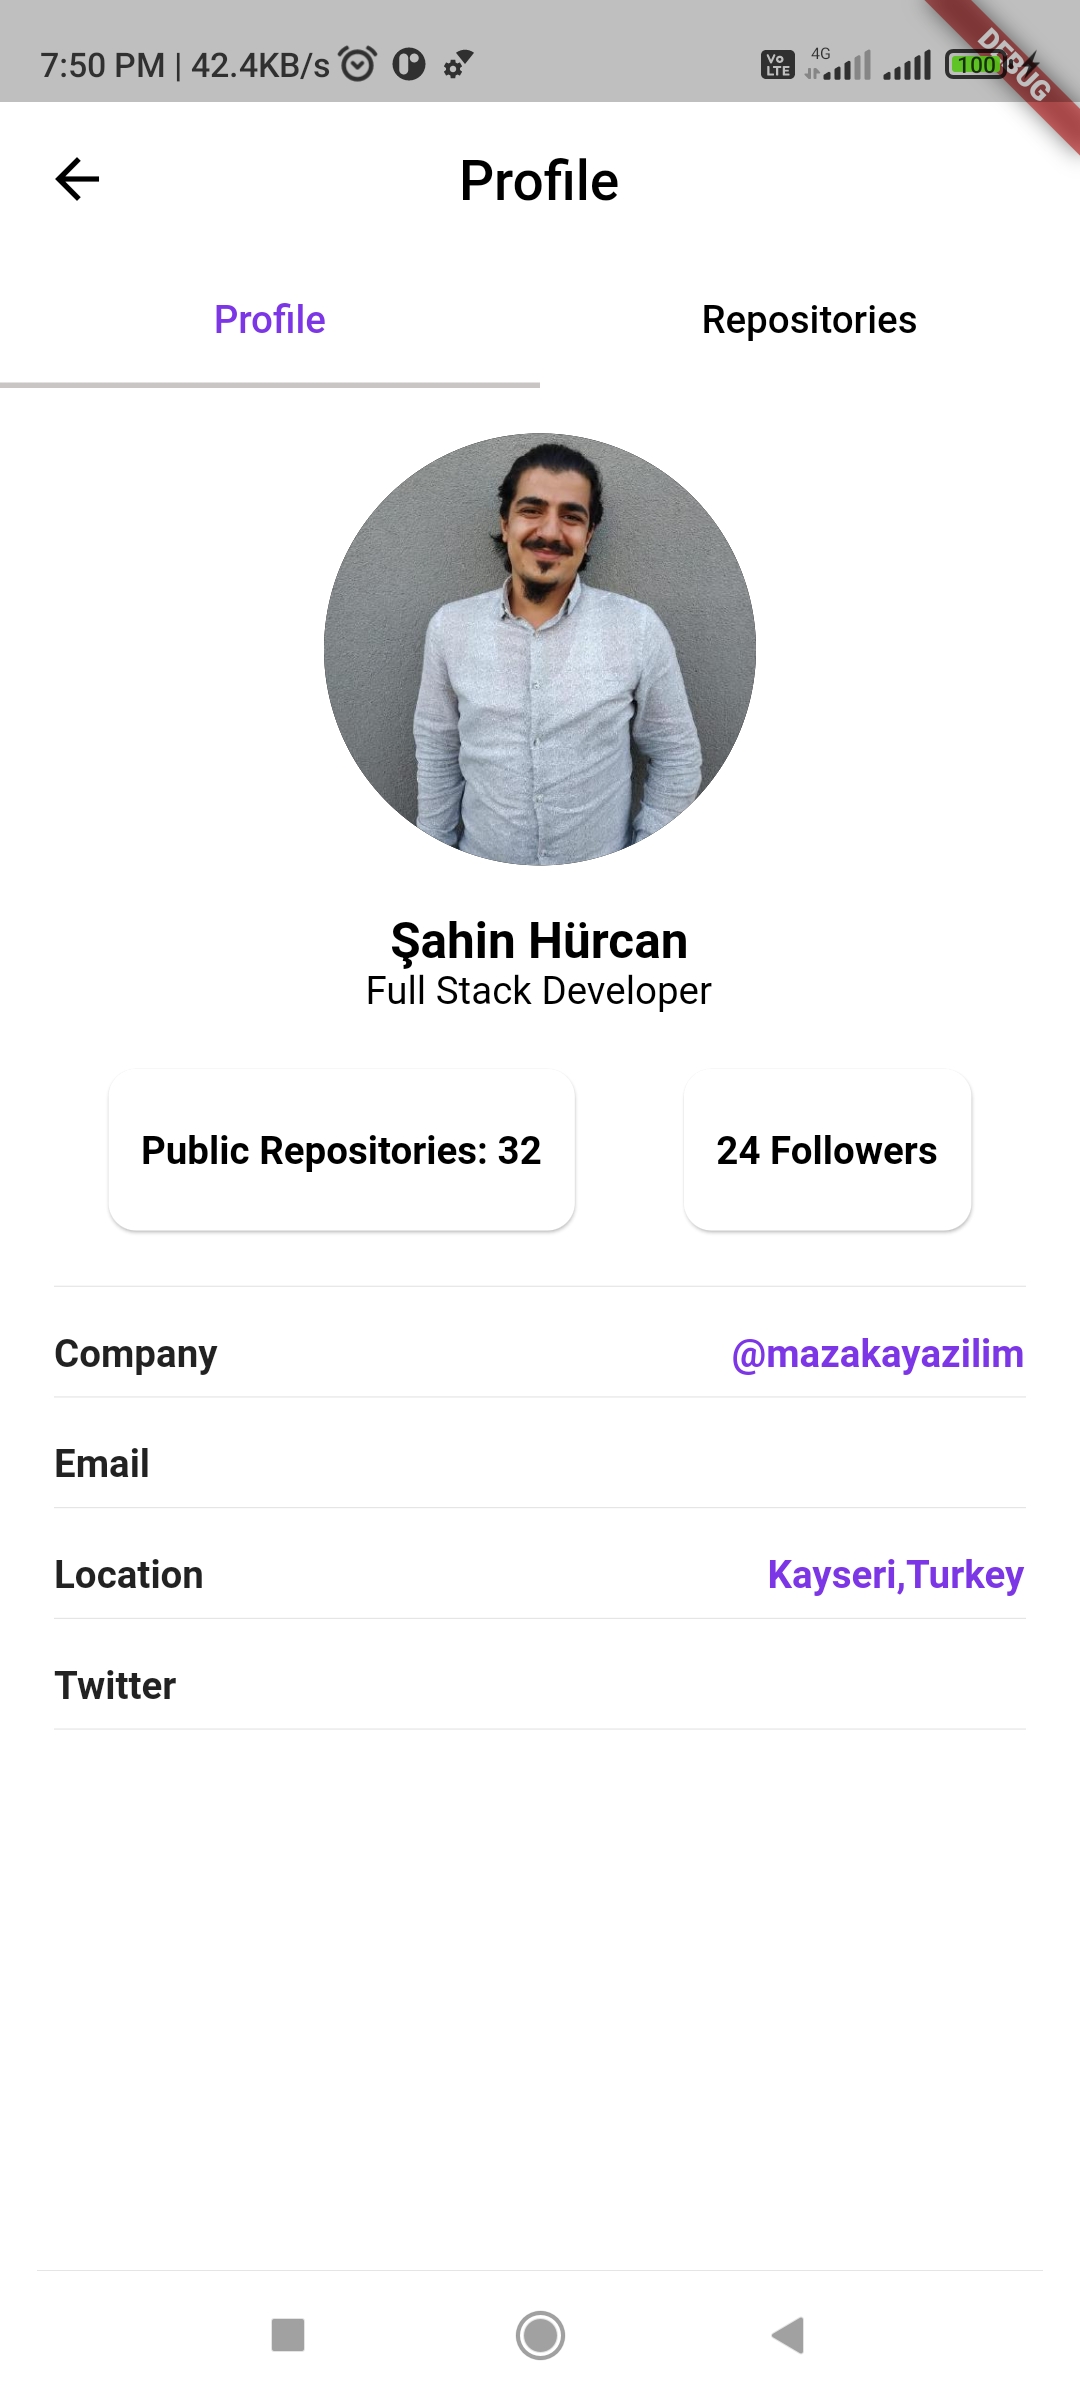 7:50 PM | 42.4KB/s
Vo LTE
4G
100
DEBUG
Profile
Profile
Repositories
Şahin Hürcan
Full Stack Developer
Public Repositories: 32
24 Followers
Company
@mazakayazilim
Email
Location
Kayseri,Turkey
Twitter